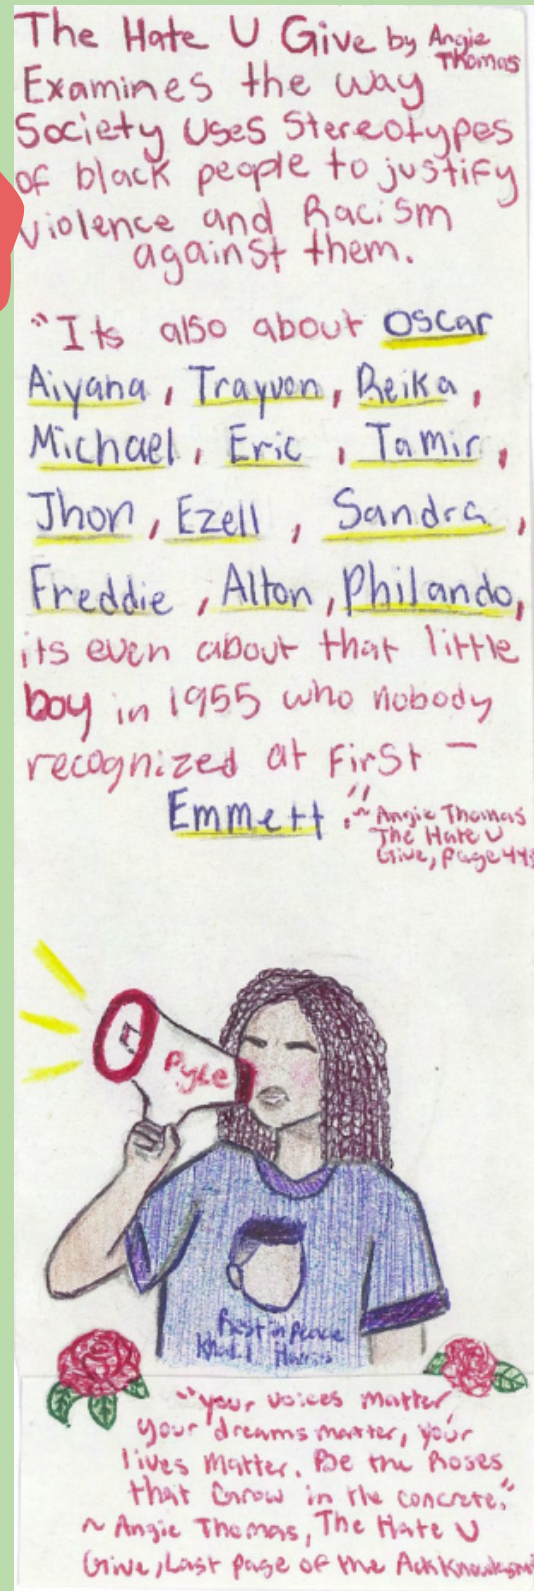 The Hate U Give by Angie Thomas
Examines the way
Society Uses Stereotypes
of black people to justify
violence and Racism
against them.
"Its also about Oscar
Aiyana, Trayvon, Reika,
Michael, Eric, Tamir,
Jhon, Ezell, Sandra,
Freddie, Alton, Philando,
its even about that little
boy in 1955 who nobody
recognized at First -
Emmett."
~ Angie Thomas
The Hate U
Give, page
Rest in Peace
Khalil Harris
"your voices matter,
your dreams matter, your
lives matter. Be the Roses
that Grow in the concrete."
~ Angie Thomas, The Hate U
Give, Last page of the